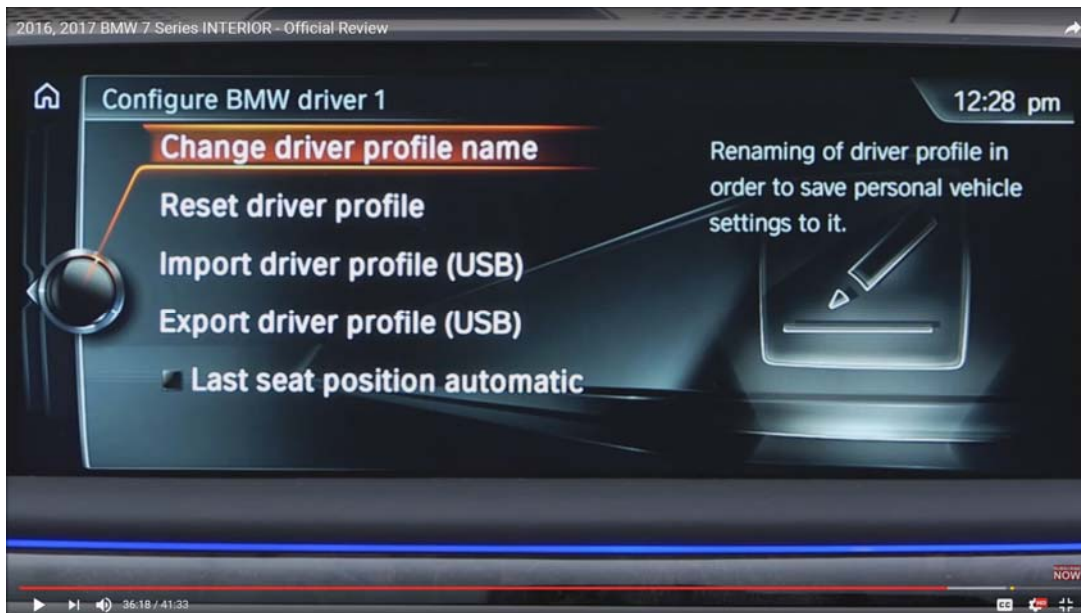 2016, 2017 BMW 7 Series INTERIOR - Official Review
Configure BMW driver 1
12:28 pm
Change driver profile name
Reset driver profile
Import driver profile (USB)
Export driver profile (USB)
Last seat position automatic
Renaming of driver profile in
order to save personal vehicle
settings to it.
NOW
36:18 / 41:33
CC
HD